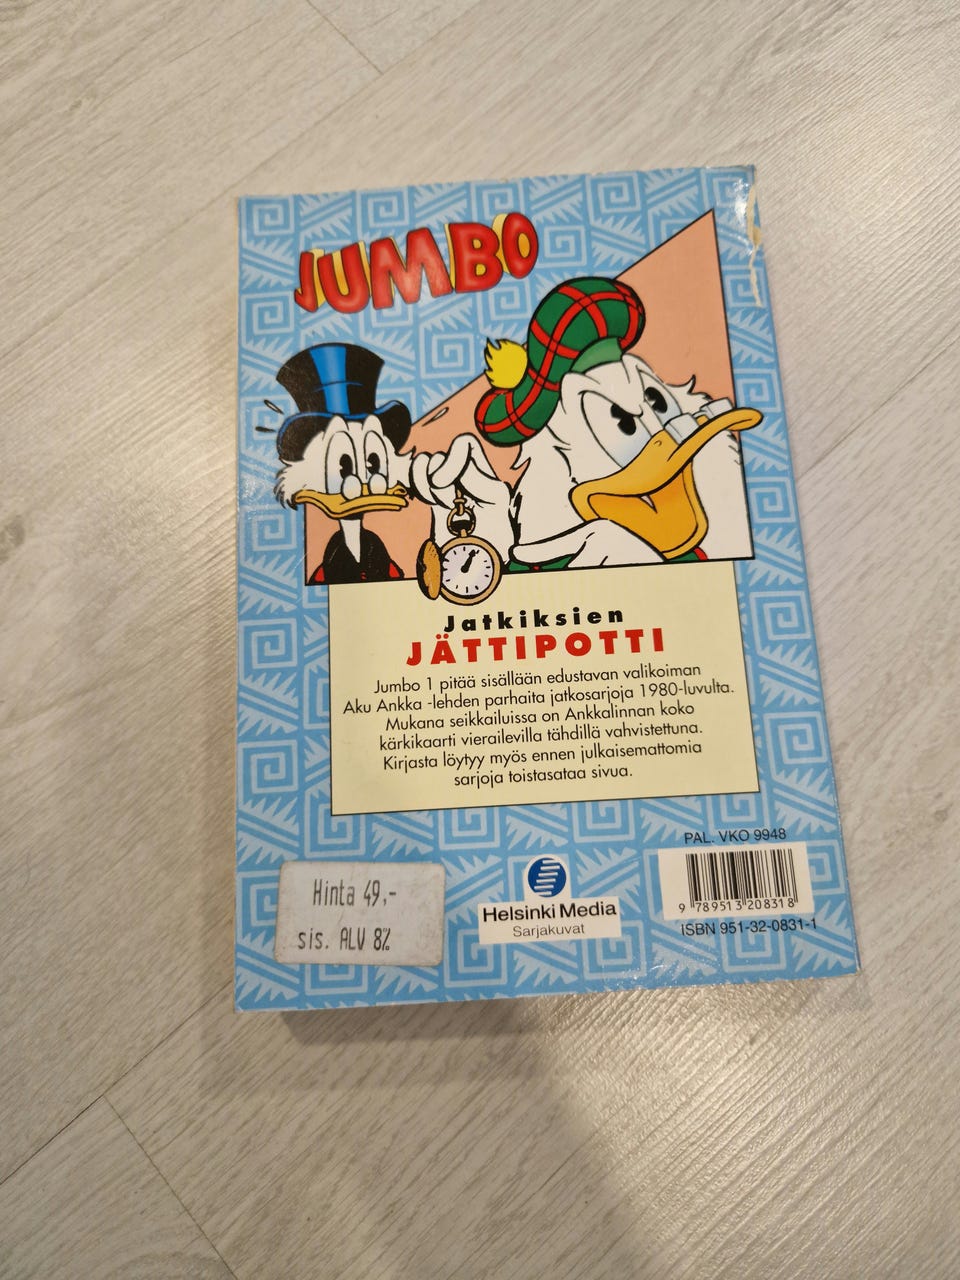 JUMBO
Jatkiksien
JÄTTIPOTTI
Jumbo 1 pitää sisällään edustavan valikoiman
Aku Ankka -lehden parhaita jatkosarjoja 1980-luvulta.
Mukana seikkailuissa on Ankkalinnan koko
kärkikaarti vierailevilla tähdillä vahvistettuna.
Kirjasta löytyy myös ennen julkaisemattomia
sarjoja toistasataa sivua.
PAL. VKO 9948
Hinta 49,-
sis. ALV 8%
Helsinki Media
Sarjakuvat
9 789513 208318
ISBN 951-32-0831-1